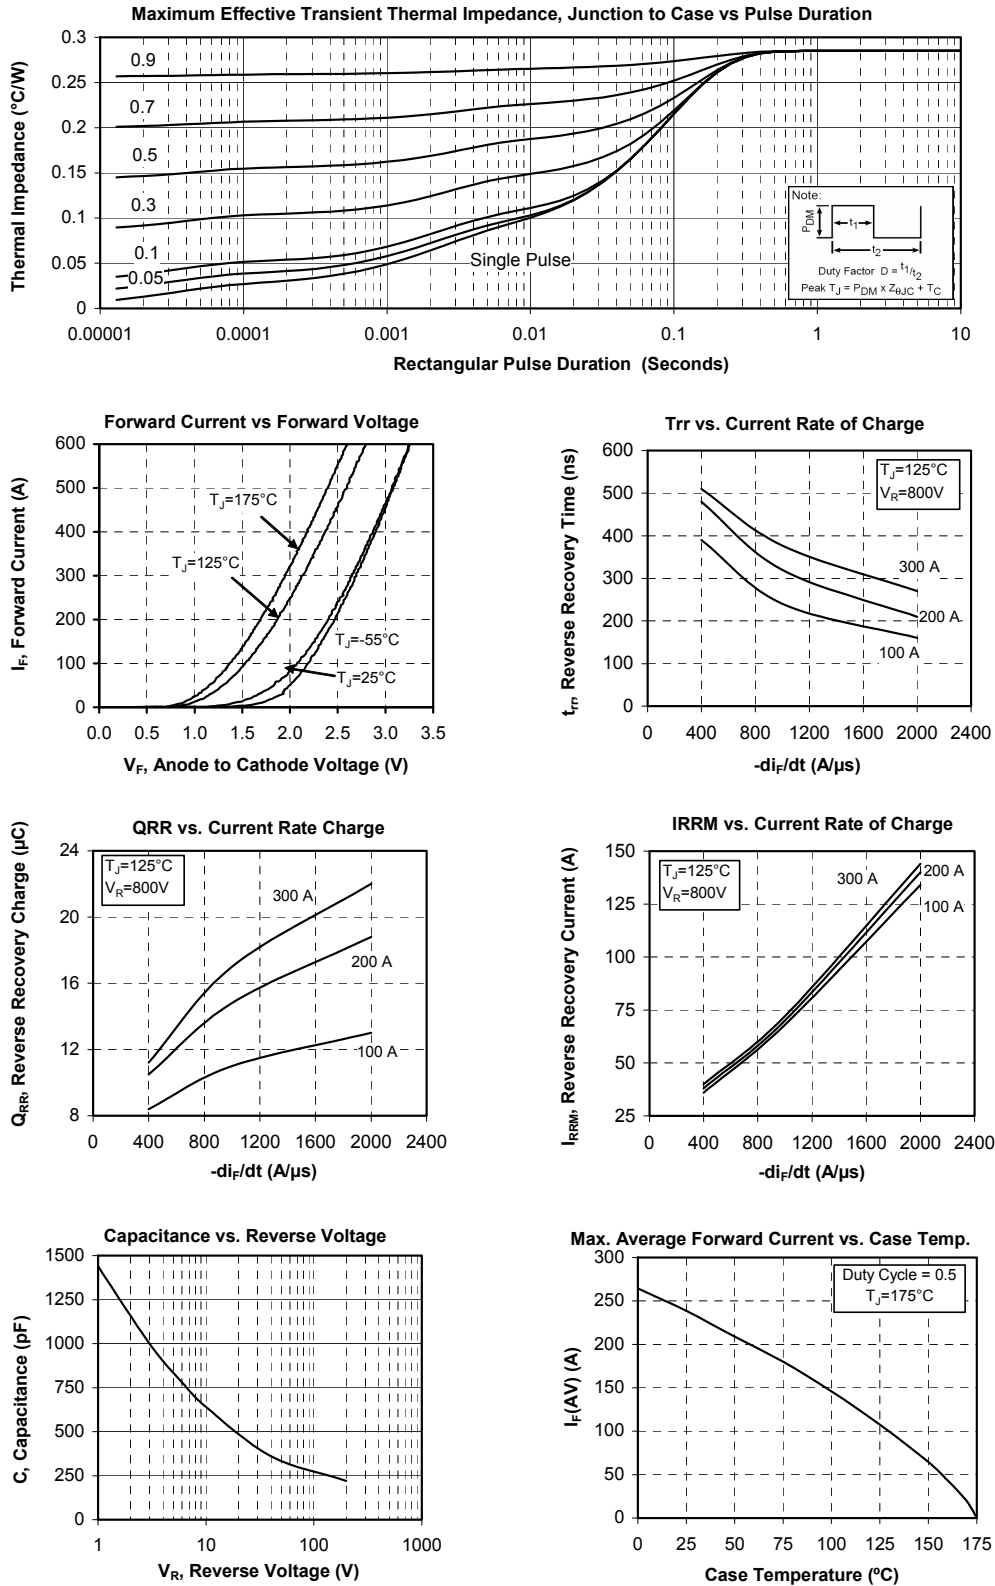 Maximum Effective Transient Thermal Impedance, Junction to Case vs Pulse Duration
Thermal Impedance (°C/W)
0.3
0.25
0.2
0.15
0.1
0.05
0
0.9
0.7
0.5
0.3
0.1
0.05
Single Pulse
Note:
PDM
t1
t2
Duty Factor D = t1/t2
Peak TJ = PDM x ZθJC + TC
0.00001 0.0001 0.001 0.01 0.1 1 10
Rectangular Pulse Duration (Seconds)
Forward Current vs Forward Voltage
IF, Forward Current (A)
600
500
400
300
200
100
0
TJ=175°C
TJ=125°C
TJ=-55°C
TJ=25°C
0.0 0.5 1.0 1.5 2.0 2.5 3.0 3.5
VF, Anode to Cathode Voltage (V)
Trr vs. Current Rate of Charge
trr, Reverse Recovery Time (ns)
600
500
400
300
200
100
0
TJ=125°C
VR=800V
300 A
200 A
100 A
0 400 800 1200 1600 2000 2400
-diF/dt (A/µs)
QRR vs. Current Rate Charge
QRR, Reverse Recovery Charge (µC)
24
20
16
12
8
TJ=125°C
VR=800V
300 A
200 A
100 A
0 400 800 1200 1600 2000 2400
-diF/dt (A/µs)
IRRM vs. Current Rate of Charge
IRRM, Reverse Recovery Current (A)
150
125
100
75
50
25
TJ=125°C
VR=800V
300 A
200 A
100 A
0 400 800 1200 1600 2000 2400
-diF/dt (A/µs)
Capacitance vs. Reverse Voltage
C, Capacitance (pF)
1500
1250
1000
750
500
250
0
1 10 100 1000
VR, Reverse Voltage (V)
Max. Average Forward Current vs. Case Temp.
IF(AV) (A)
300
250
200
150
100
50
0
Duty Cycle = 0.5
TJ=175°C
0 25 50 75 100 125 150 175
Case Temperature (ºC)